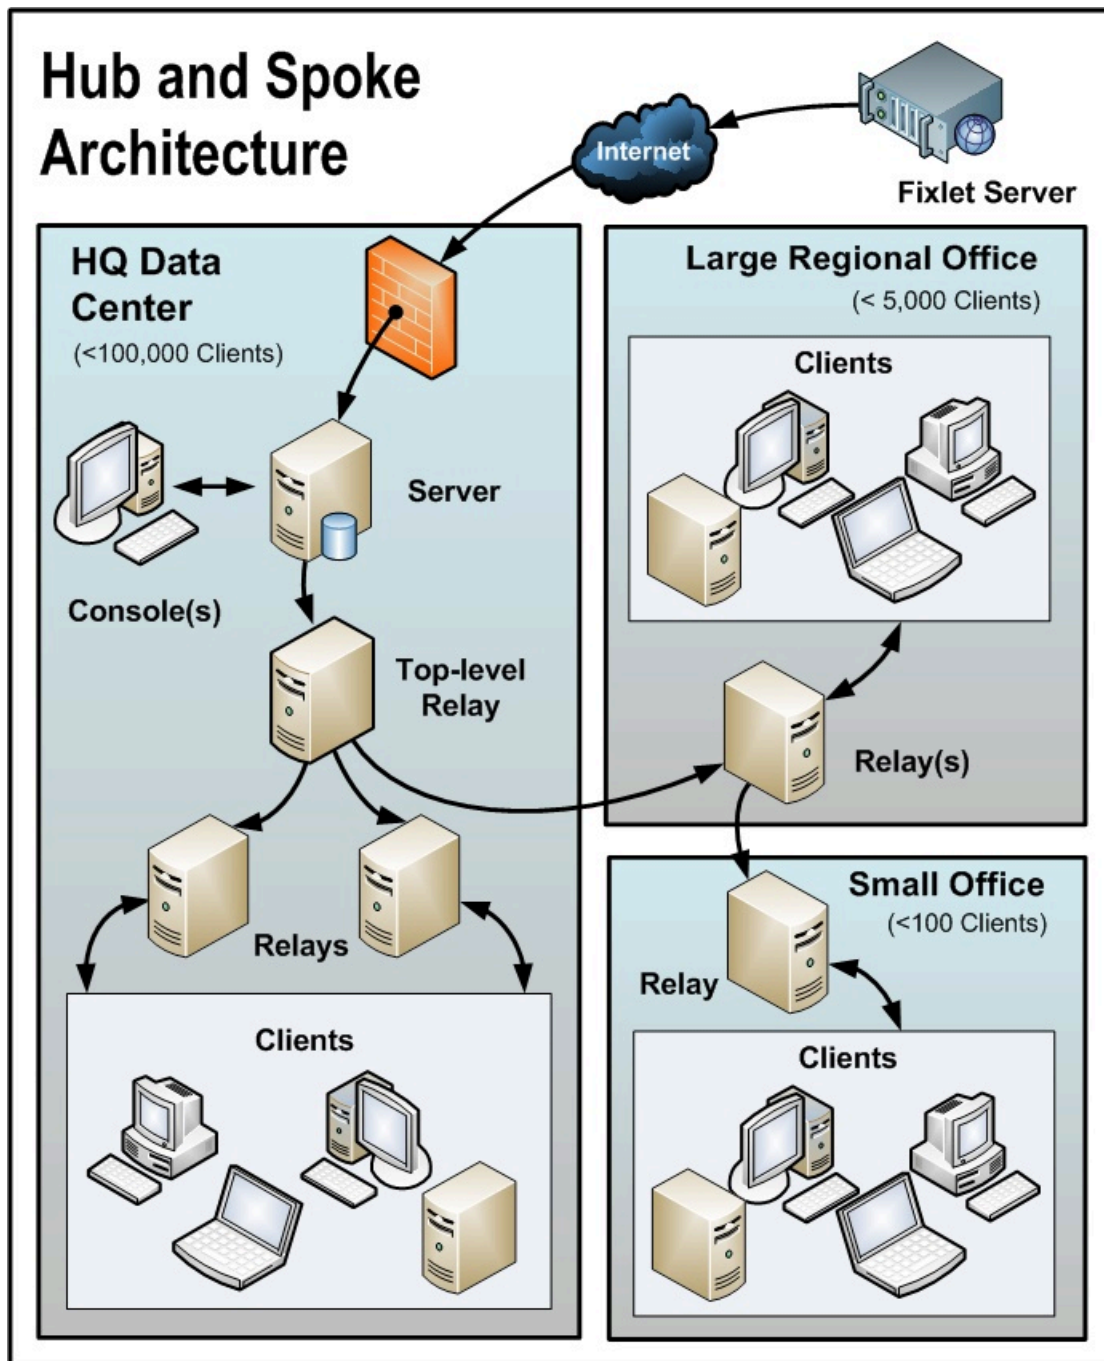 Hub and Spoke
Architecture
Internet
Fixlet Server
HQ Data
Center
(<100,000 Clients)
Server
Console(s)
Top-level
Relay
Relays
Clients
Large Regional Office
(< 5,000 Clients)
Clients
Relay(s)
Small Office
(<100 Clients)
Relay
Clients